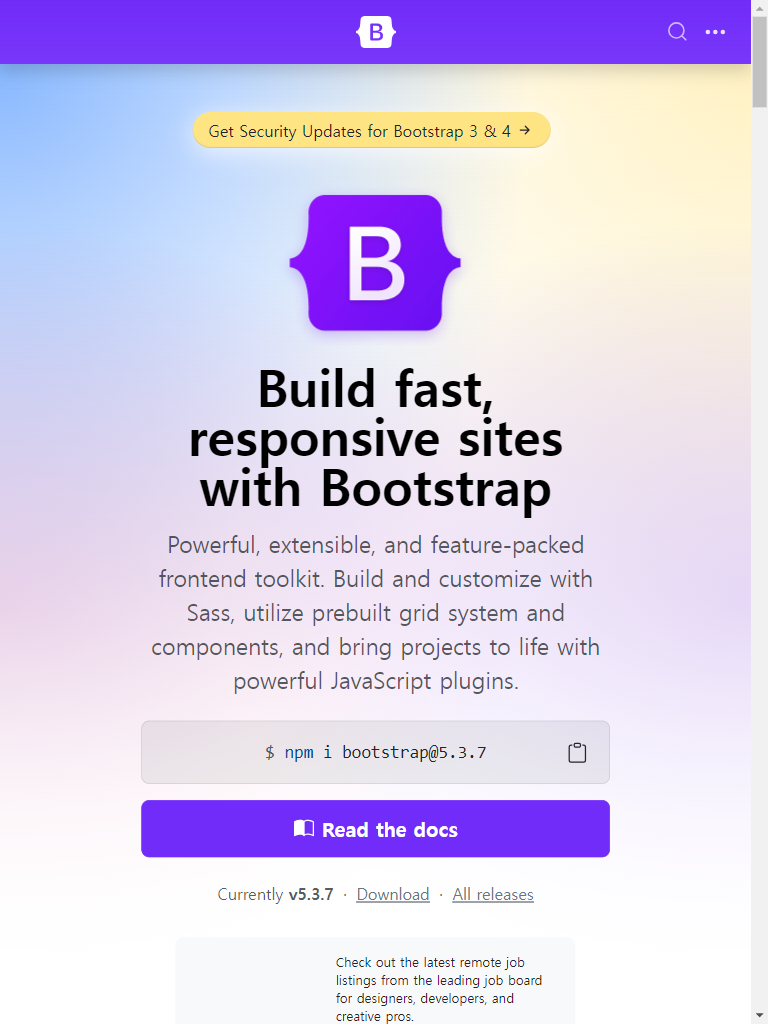 B
Get Security Updates for Bootstrap 3 & 4 →
B
Build fast,
responsive sites
with Bootstrap
Powerful, extensible, and feature-packed
frontend toolkit. Build and customize with
Sass, utilize prebuilt grid system and
components, and bring projects to life with
powerful JavaScript plugins.
$ npm i bootstrap@5.3.7
Read the docs
Currently v5.3.7 · Download · All releases
Check out the latest remote job
listings from the leading job board
for designers, developers, and
creative pros.